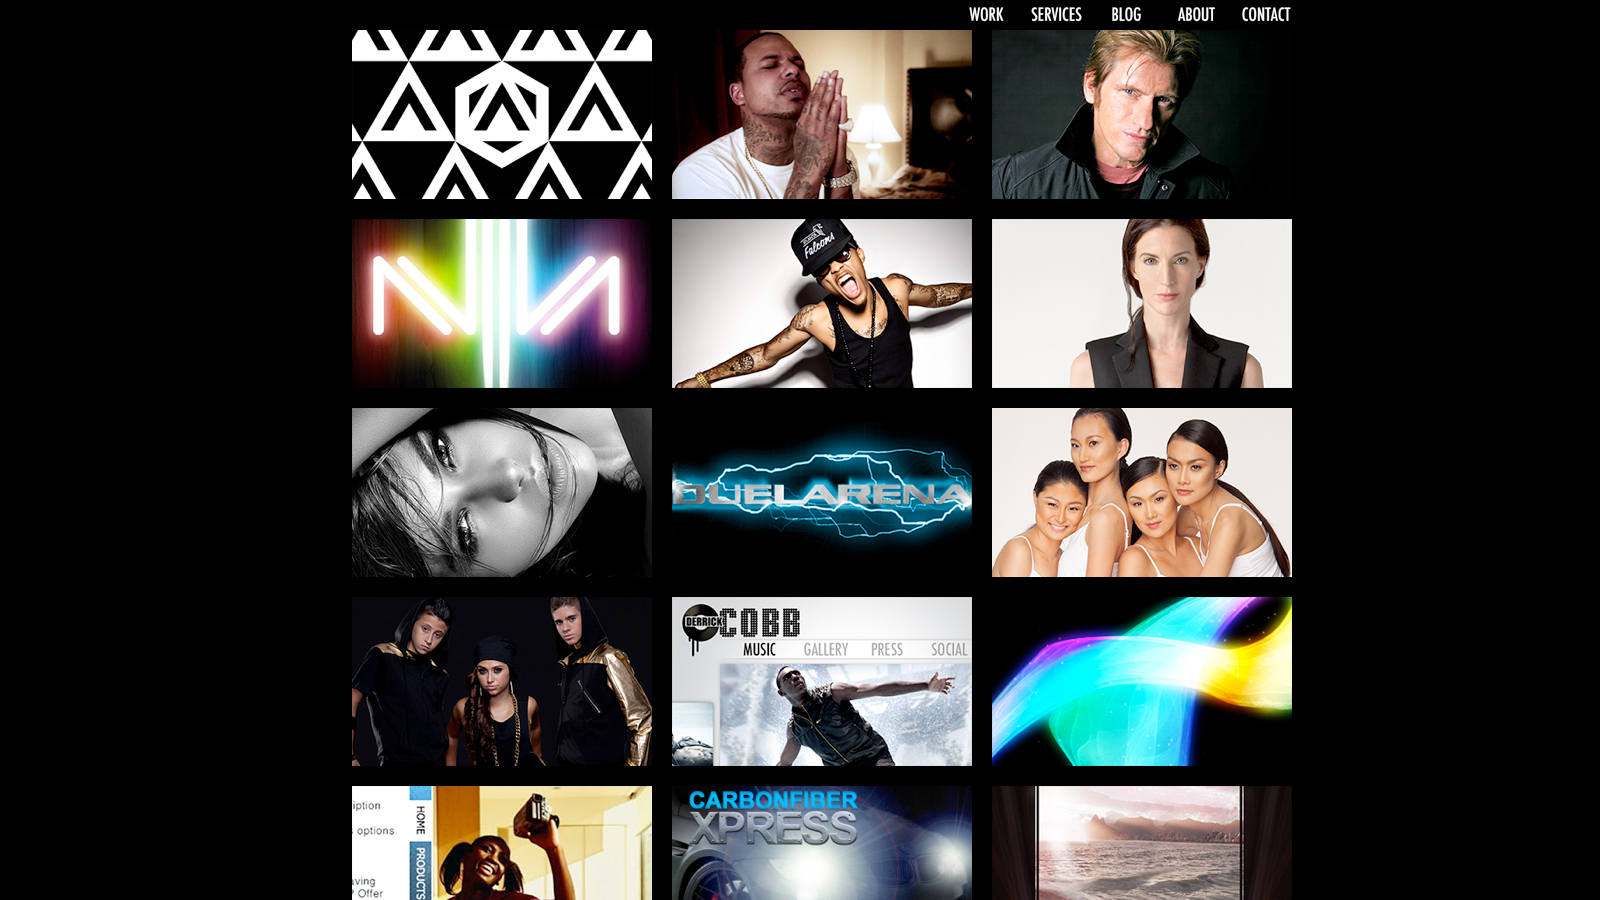 WORK SERVICES BLOG ABOUT CONTACT
Falcons
DUELARENA
DERRICK COBB
MUSIC GALLERY PRESS SOCIAL
iption
s options
aving
? Offer
HOME
PRODUCTS
CARBONFIBER
XPRESS